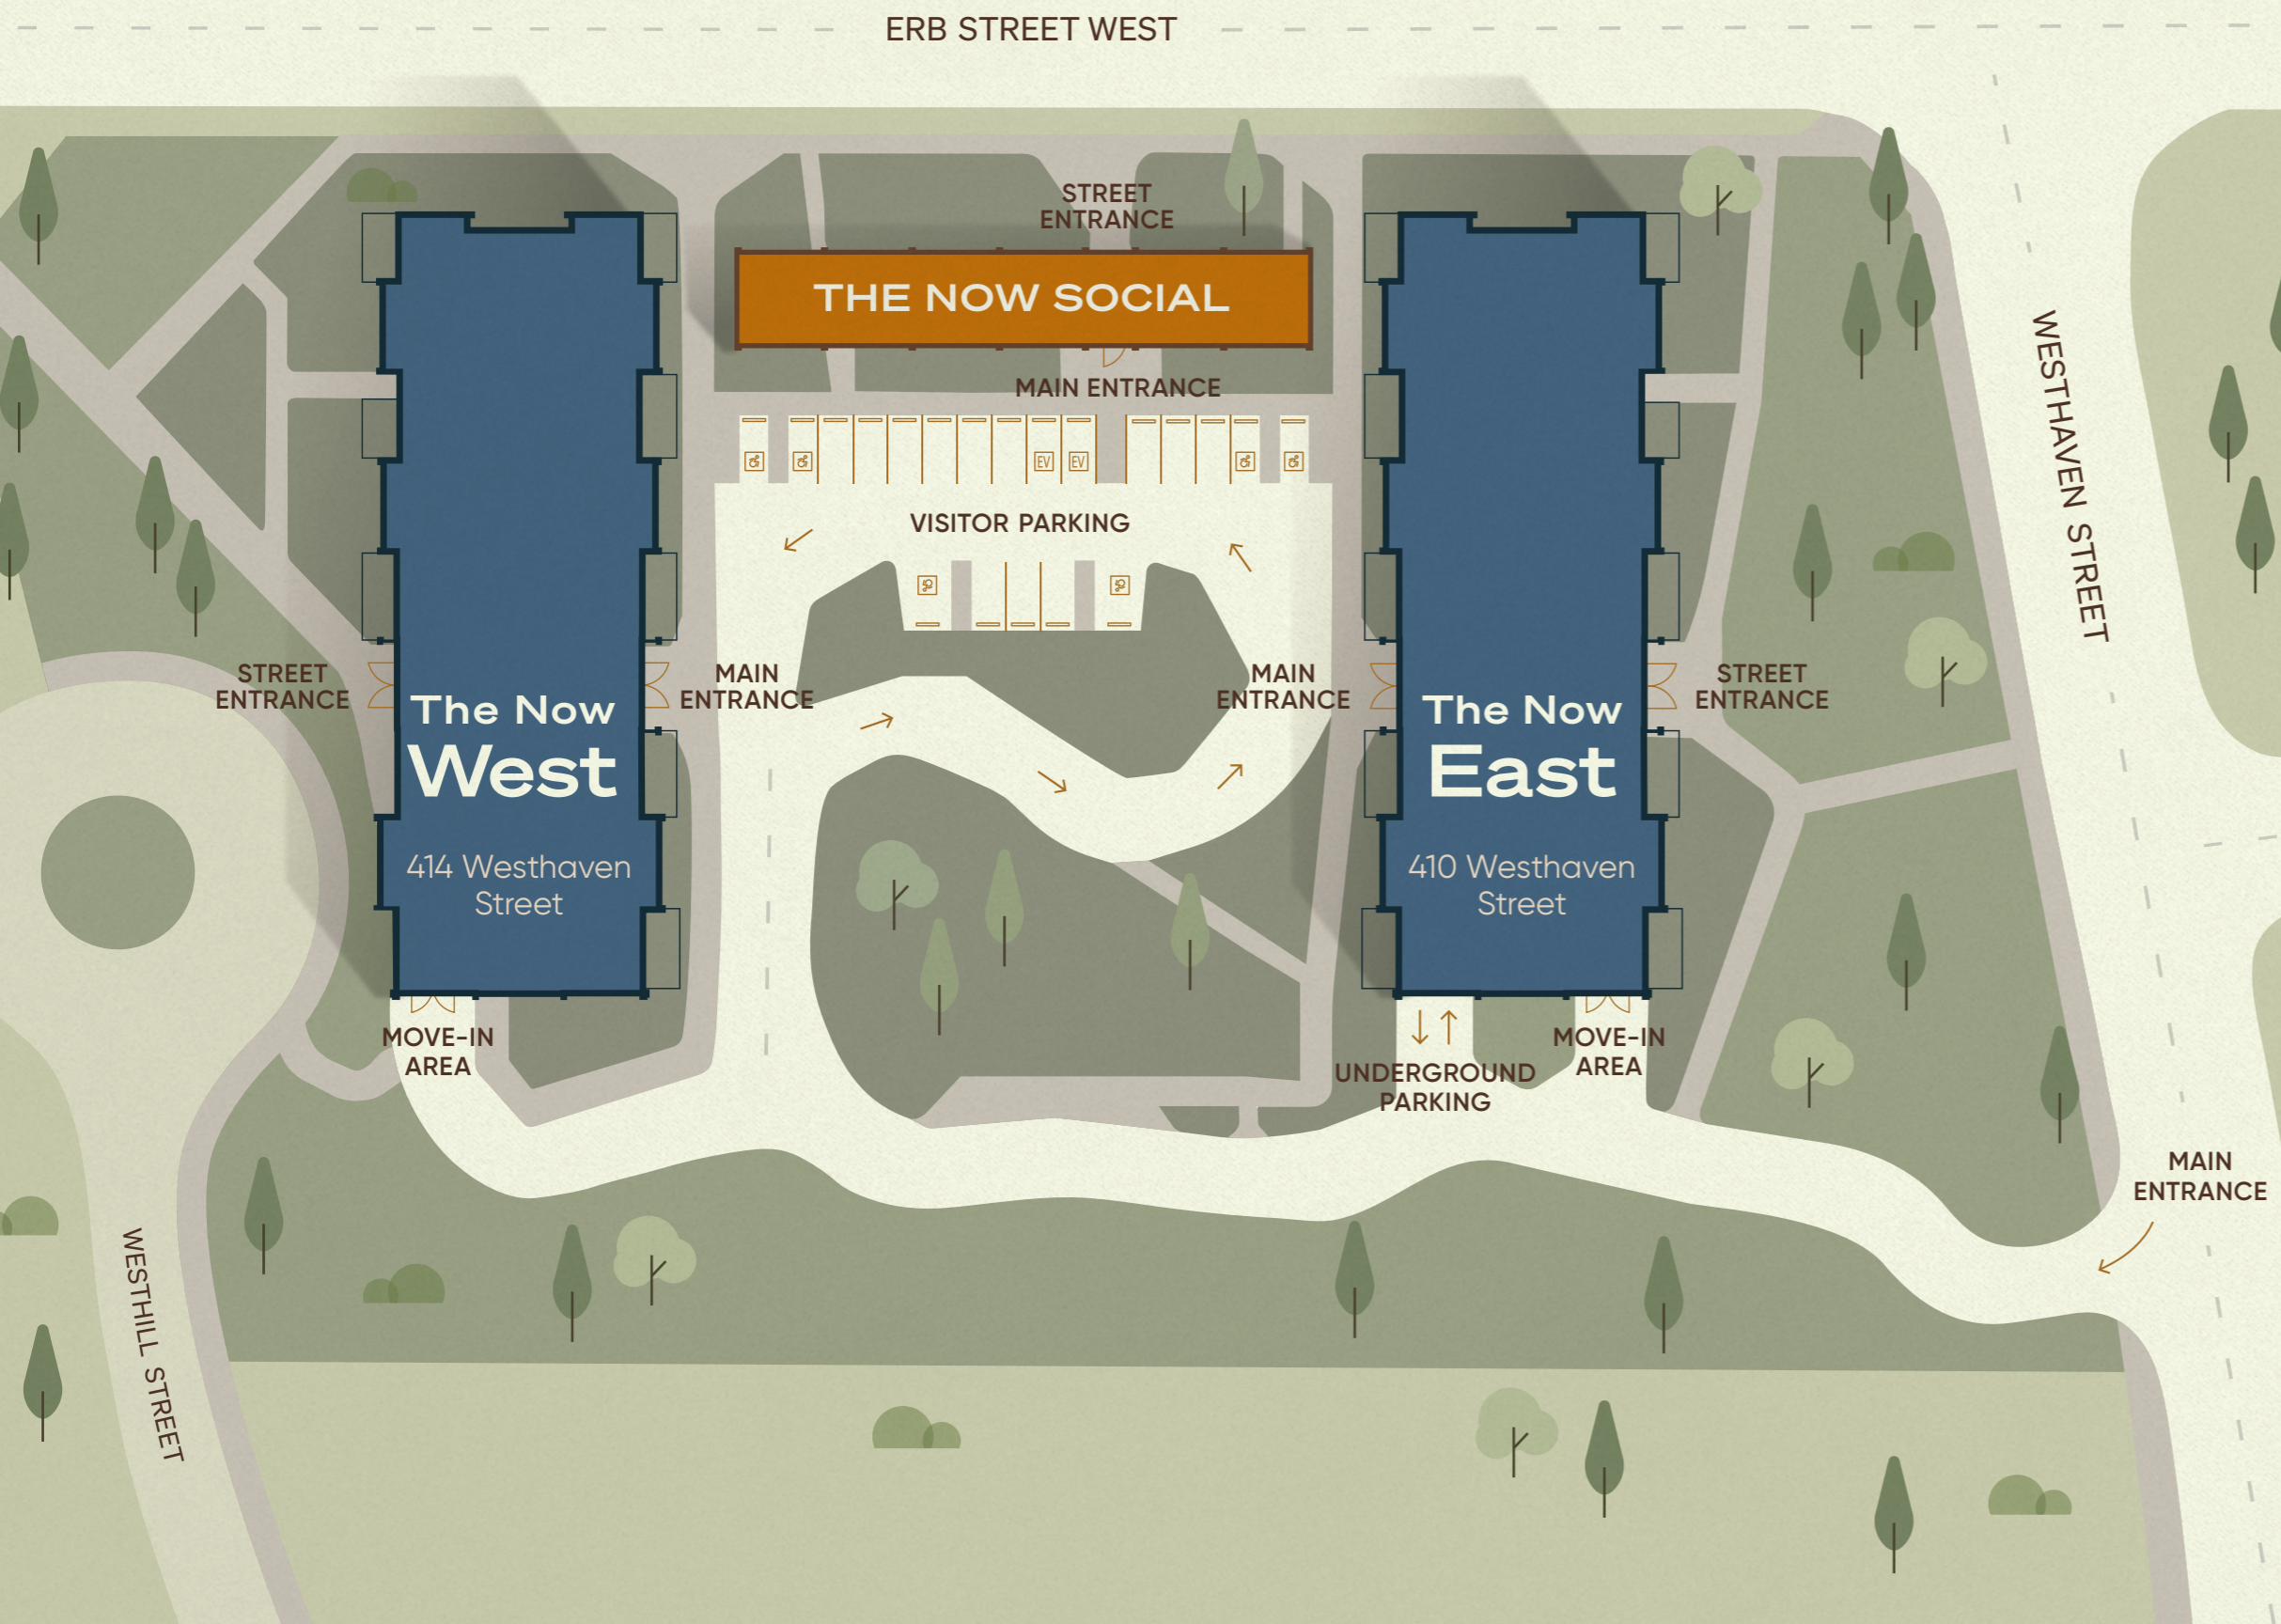 ERB STREET WEST
STREET
ENTRANCE
THE NOW SOCIAL
MAIN ENTRANCE
EV EV
VISITOR PARKING
WESTHAVEN STREET
STREET
ENTRANCE
MAIN
ENTRANCE
MAIN
ENTRANCE
STREET
ENTRANCE
The Now
West
414 Westhaven
Street
The Now
East
410 Westhaven
Street
MOVE-IN
AREA
UNDERGROUND
PARKING
MOVE-IN
AREA
MAIN
ENTRANCE
WESTHILL STREET